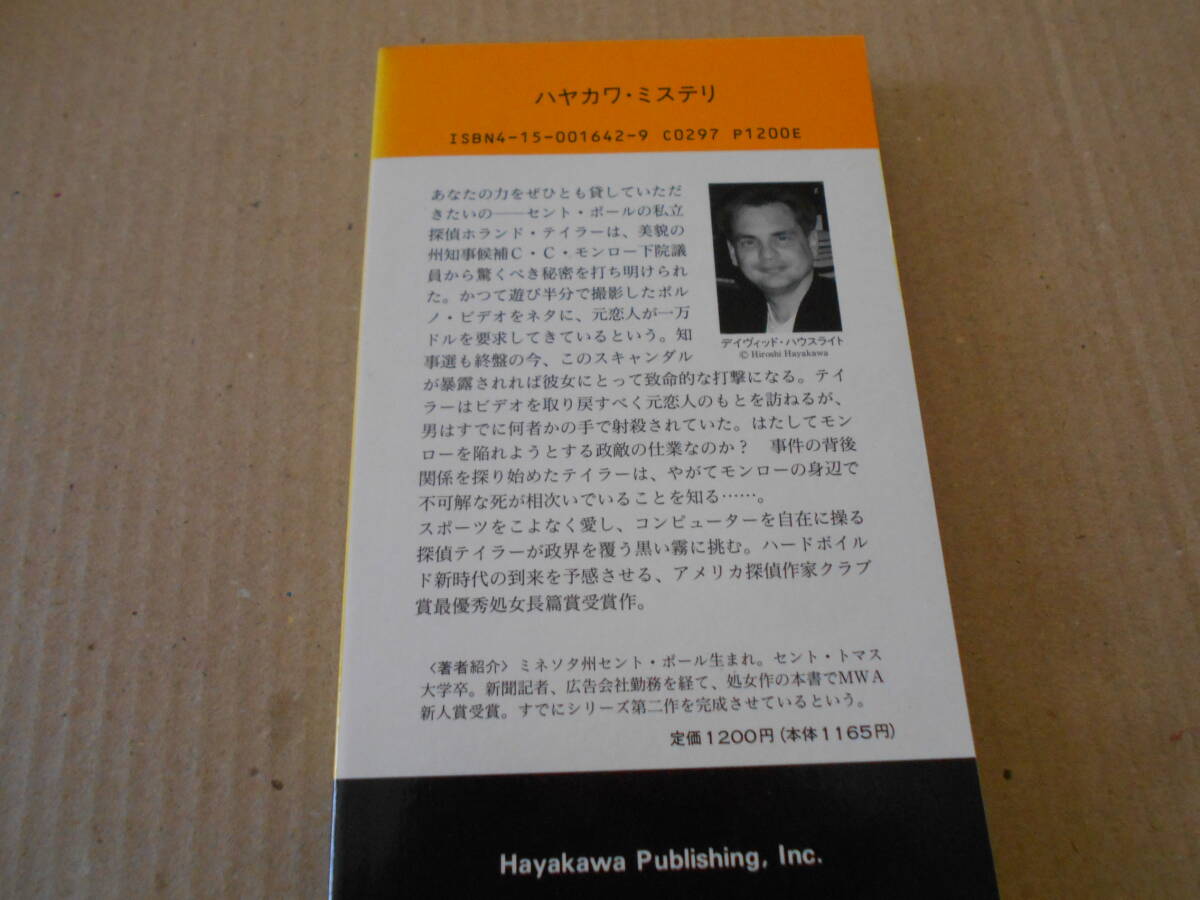 ハヤカワ・ミステリ
ISBN4-15-001642-9 C0297 P1200E
あなたの力をぜひとも貸していただ
きたいの――セント・ポールの私立
探偵ホランド・テイラーは、美貌の
州知事候補C・C・モンロー下院議
員から驚くべき秘密を打ち明けられ
た。かつて遊び半分で撮影したポル
ノ・ビデオをネタに、元恋人が一万
ドルを要求してきているという。知
事選も終盤の今、このスキャンダル
が暴露されれば彼女にとって致命的な打撃になる。テイ
ラーはビデオを取り戻すべく元恋人のもとを訪ねるが、
男はすでに何者かの手で射殺されていた。はたしてモン
ローを陥れようとする政敵の仕業なのか?　事件の背後
関係を探り始めたテイラーは、やがてモンローの身辺で
不可解な死が相次いでいることを知る……。
スポーツをこよなく愛し、コンピューターを自在に操る
探偵テイラーが政界を覆う黒い霧に挑む。ハードボイル
ド新時代の到来を予感させる、アメリカ探偵作家クラブ
賞最優秀処女長篇賞受賞作。
デイヴィッド・ハウスライト
© Hiroshi Hayakawa
〈著者紹介〉ミネソタ州セント・ポール生まれ。セント・トマス
大学卒。新聞記者、広告会社勤務を経て、処女作の本書でMWA
新人賞受賞。すでにシリーズ第二作を完成させているという。
定価1200円(本体1165円)
Hayakawa Publishing, Inc.